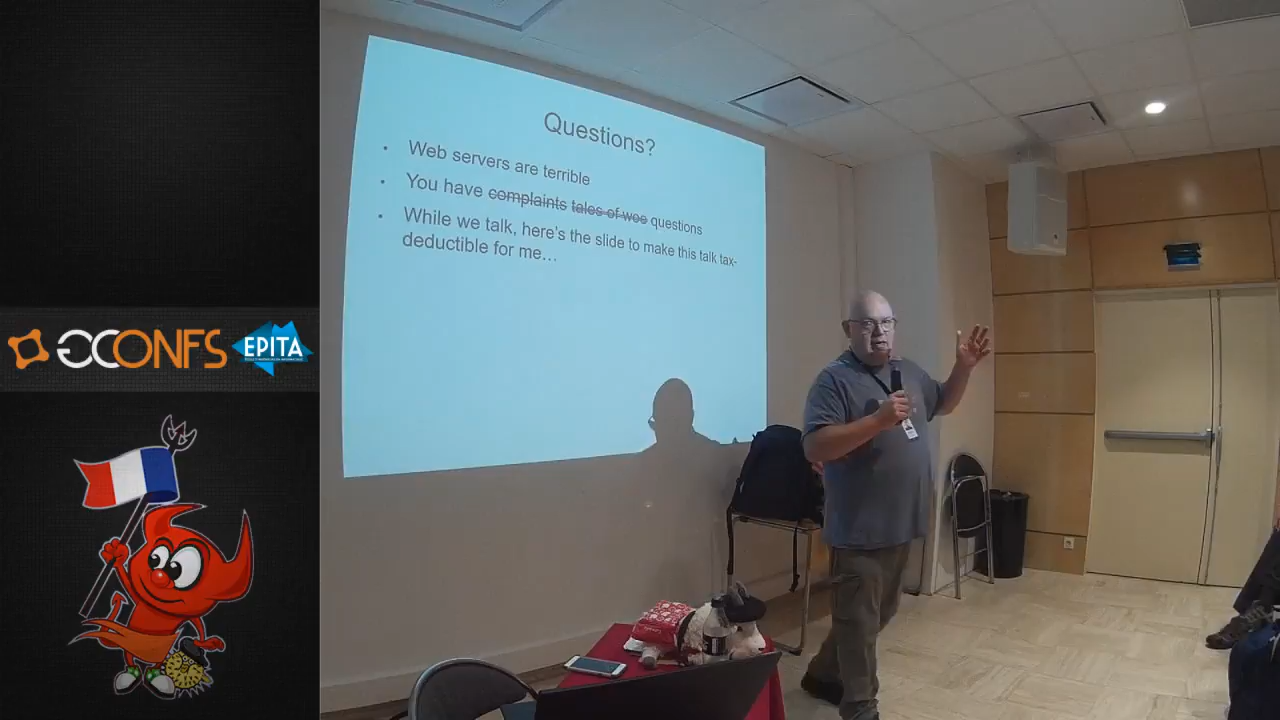 Questions?
• Web servers are terrible
• You have complaints tales of woe questions
• While we talk, here's the slide to make this talk tax-
deductible for me…
GCONFS
EPITA